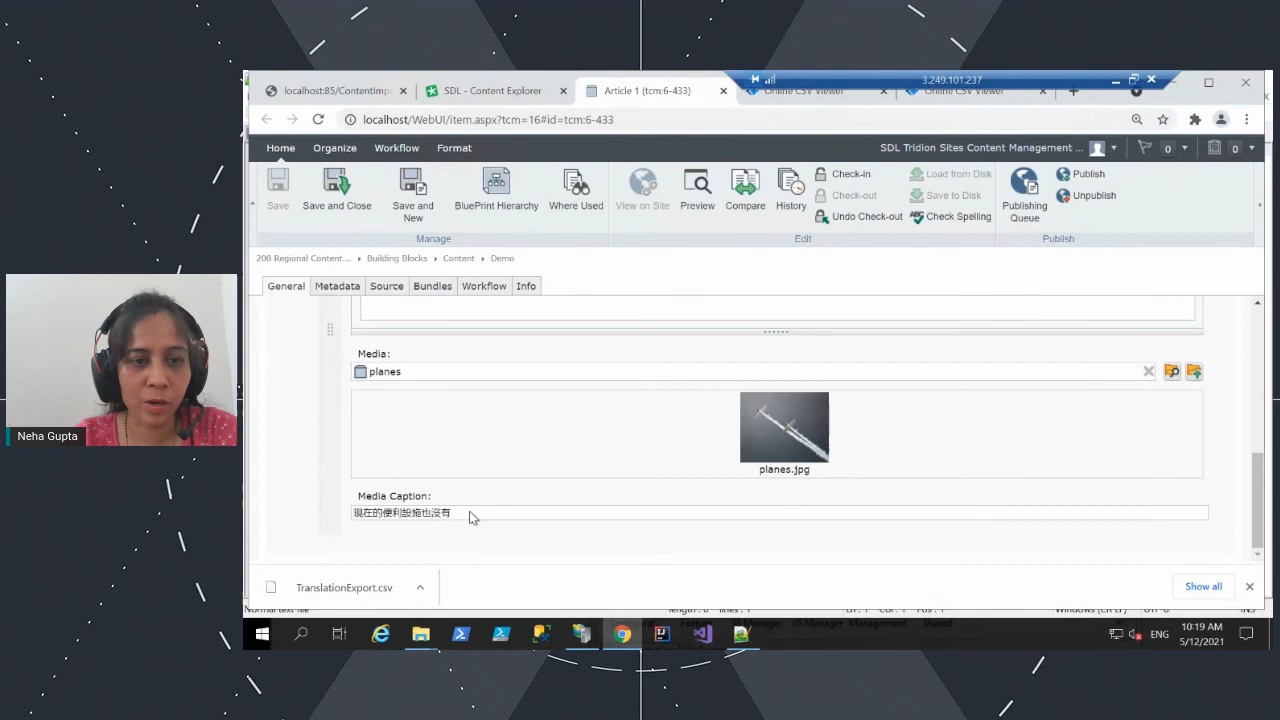 3.249.101.237
localhost:85/ContentImp
SDL - Content Explorer
Article 1 (tcm:6-433)
Online CSV Viewer
Online CSV Viewer
localhost/WebUI/item.aspx?tcm=16#id=tcm:6-433
Home
Organize
Workflow
Format
SDL Tridion Sites Content Management ...
0
0
Save
Save and Close
Save and New
BluePrint Hierarchy
Where Used
View on Site
Preview
Compare
History
Check-in
Check-out
Undo Check-out
Load from Disk
Save to Disk
Check Spelling
Publishing Queue
Publish
Unpublish
Manage
Edit
Publish
200 Regional Content...
Building Blocks
Content
Demo
General
Metadata
Source
Bundles
Workflow
Info
Media:
planes
planes.jpg
Media Caption:
現在的便利設施也沒有
Neha Gupta
TranslationExport.csv
Show all
Normal text file
ENG
10:19 AM
5/12/2021